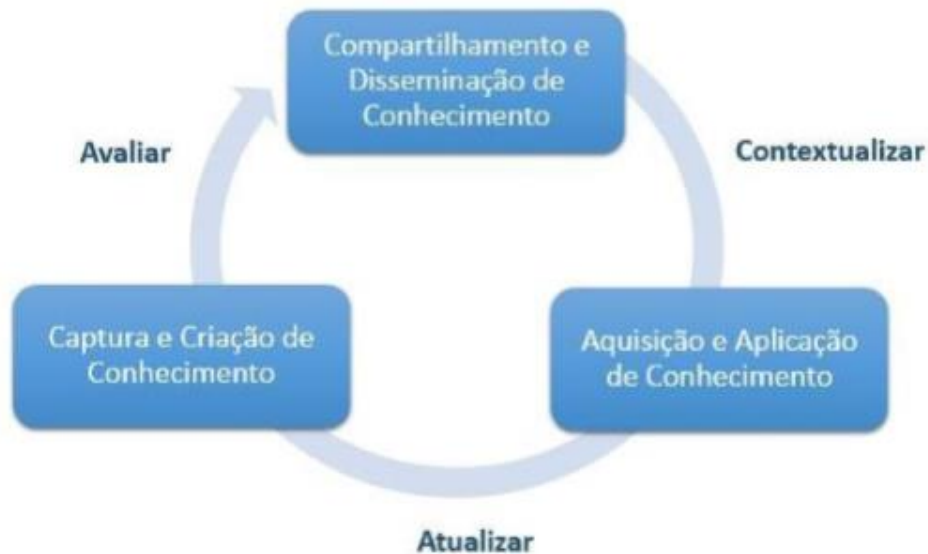 Compartilhamento e
Disseminação de
Conhecimento
Avaliar
Contextualizar
Captura e Criação de
Conhecimento
Aquisição e Aplicação
de Conhecimento
Atualizar